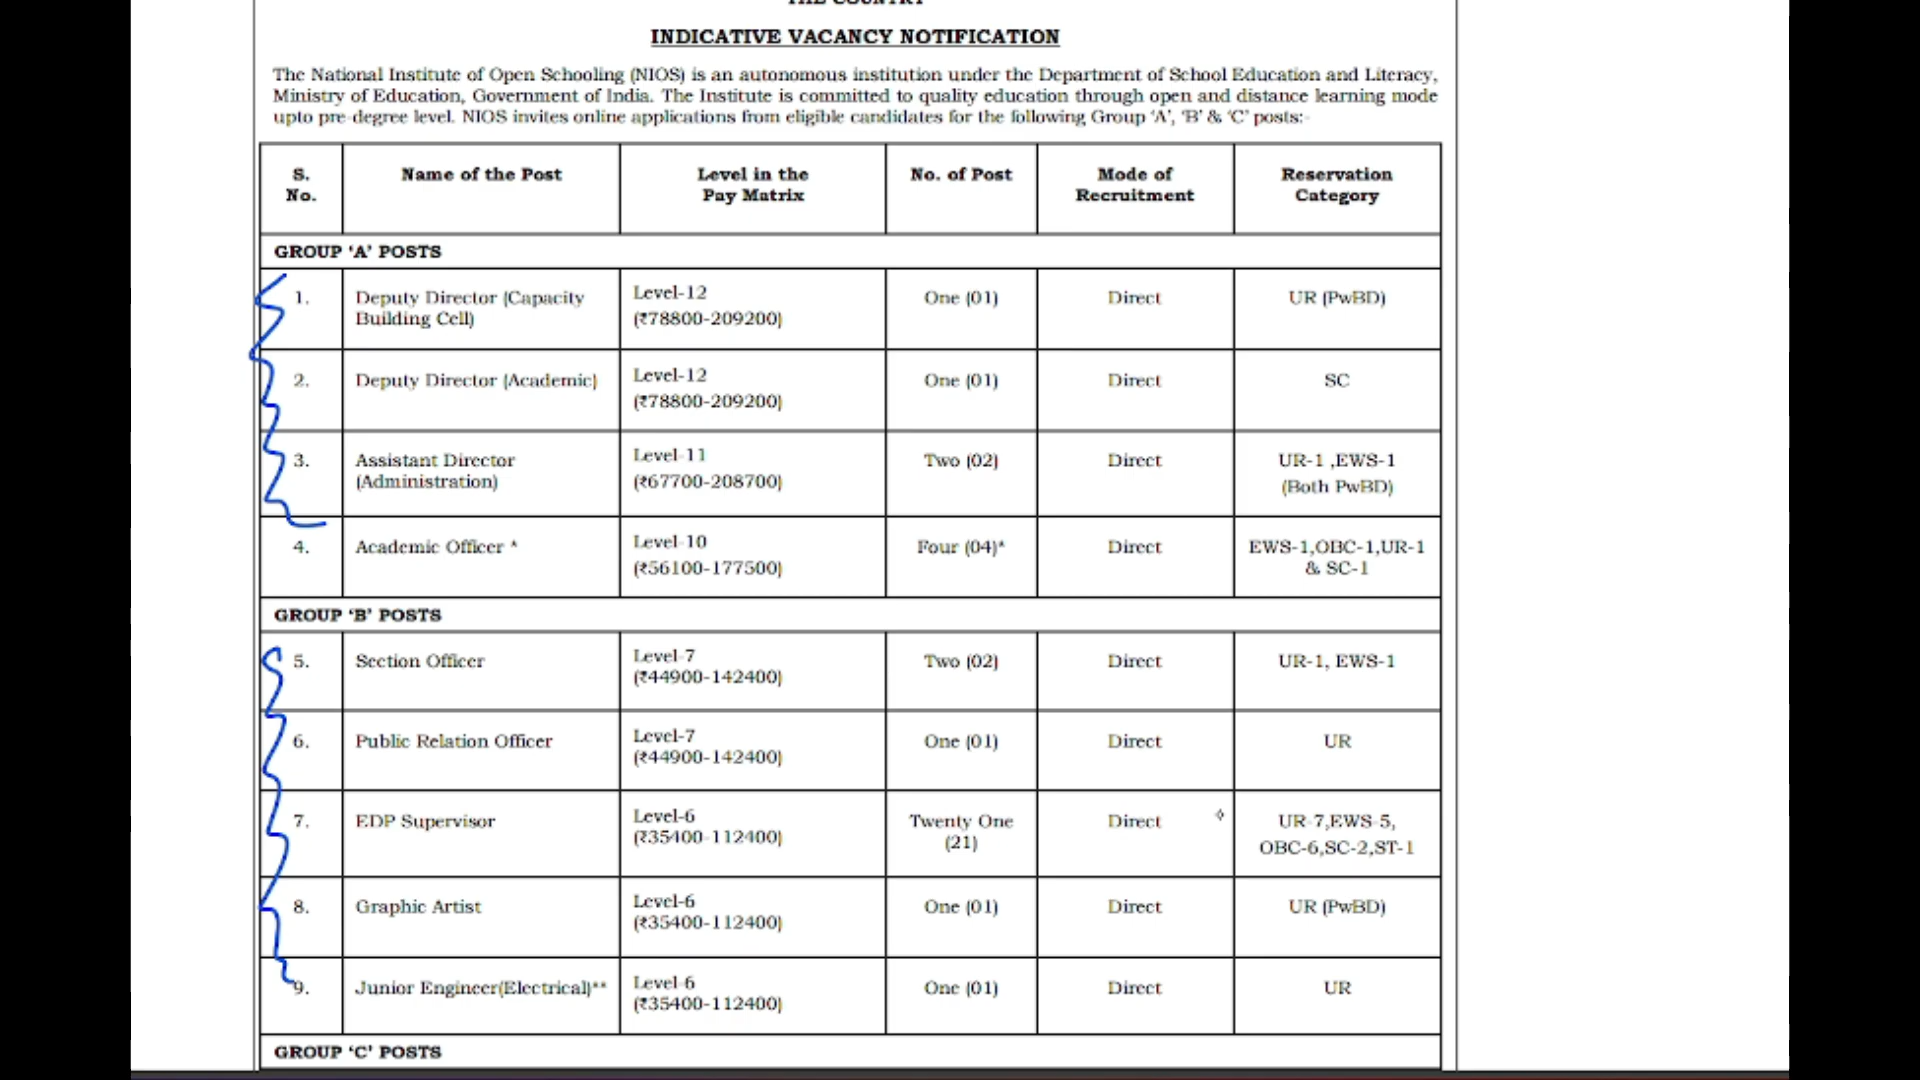 THE COUNTRY
INDICATIVE VACANCY NOTIFICATION
The National Institute of Open Schooling (NIOS) is an autonomous institution under the Department of School Education and Literacy,
Ministry of Education, Government of India. The Institute is committed to quality education through open and distance learning mode
upto pre-degree level. NIOS invites online applications from eligible candidates for the following Group 'A', 'B' & 'C' posts:-
S. No. Name of the Post Level in the Pay Matrix No. of Post Mode of Recruitment Reservation Category
GROUP 'A' POSTS
1. Deputy Director (Capacity Building Cell) Level-12 (₹78800-209200) One (01) Direct UR (PwBD)
2. Deputy Director (Academic) Level-12 (₹78800-209200) One (01) Direct SC
3. Assistant Director (Administration) Level-11 (₹67700-208700) Two (02) Direct UR-1 ,EWS-1 (Both PwBD)
4. Academic Officer * Level-10 (₹56100-177500) Four (04)* Direct EWS-1,OBC-1,UR-1 & SC-1
GROUP 'B' POSTS
5. Section Officer Level-7 (₹44900-142400) Two (02) Direct UR-1, EWS-1
6. Public Relation Officer Level-7 (₹44900-142400) One (01) Direct UR
7. EDP Supervisor Level-6 (₹35400-112400) Twenty One (21) Direct UR-7,EWS-5, OBC-6,SC-2,ST-1
8. Graphic Artist Level-6 (₹35400-112400) One (01) Direct UR (PwBD)
9. Junior Engineer(Electrical)** Level-6 (₹35400-112400) One (01) Direct UR
GROUP 'C' POSTS